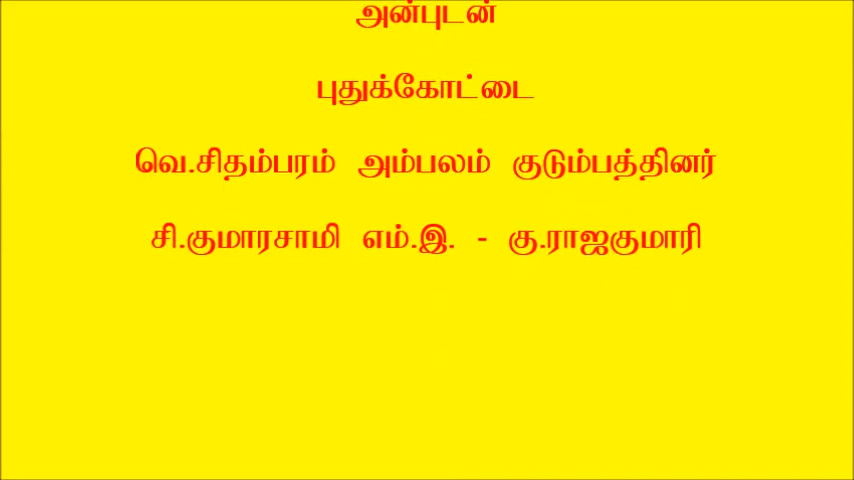 அன்புடன்
புதுக்கோட்டை
வெ.சிதம்பரம் அம்பலம் குடும்பத்தினர்
சி.குமாரசாமி எம்.இ. - கு.ராஜகுமாரி